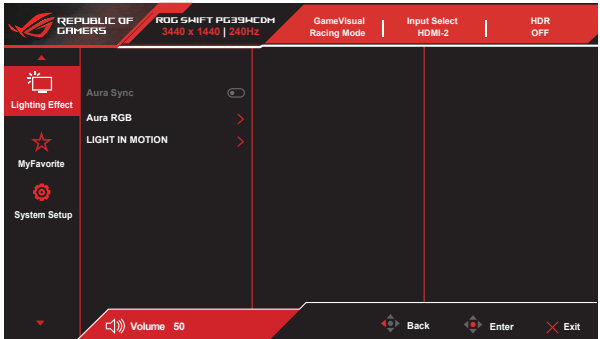 REPUBLIC OF
GAMERS
ROG SWIFT PG39WCDM
3440 x 1440 | 240Hz
GameVisual
Racing Mode
Input Select
HDMI-2
HDR
OFF
Lighting Effect
MyFavorite
System Setup
Aura Sync
Aura RGB
LIGHT IN MOTION
Volume 50
Back
Enter
Exit